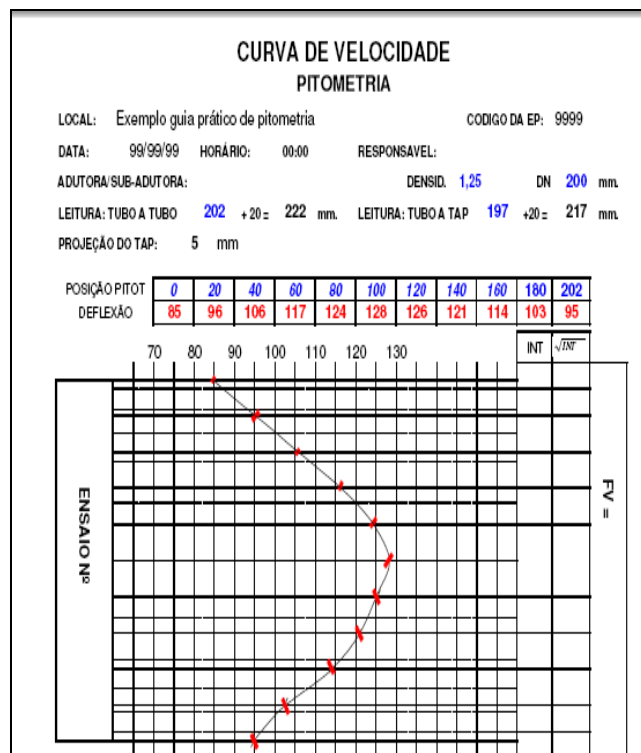 CURVA DE VELOCIDADE
PITOMETRIA
LOCAL: Exemplo guia prático de pitometria CODIGO DA EP: 9999
DATA: 99/99/99 HORÁRIO: 00:00 RESPONSAVEL:
ADUTORA/SUB-ADUTORA: DENSID. 1,25 DN 200 mm.
LEITURA: TUBO A TUBO 202 + 20 = 222 mm. LEITURA: TUBO A TAP 197 +20 = 217 mm.
PROJEÇÃO DO TAP: 5 mm
POSIÇÃO PITOT 0 20 40 60 80 100 120 140 160 180 202
DEFLEXÃO 85 96 106 117 124 128 126 121 114 103 95
70 80 90 100 110 120 130 INT √INT
ENSAIO Nº
FV =